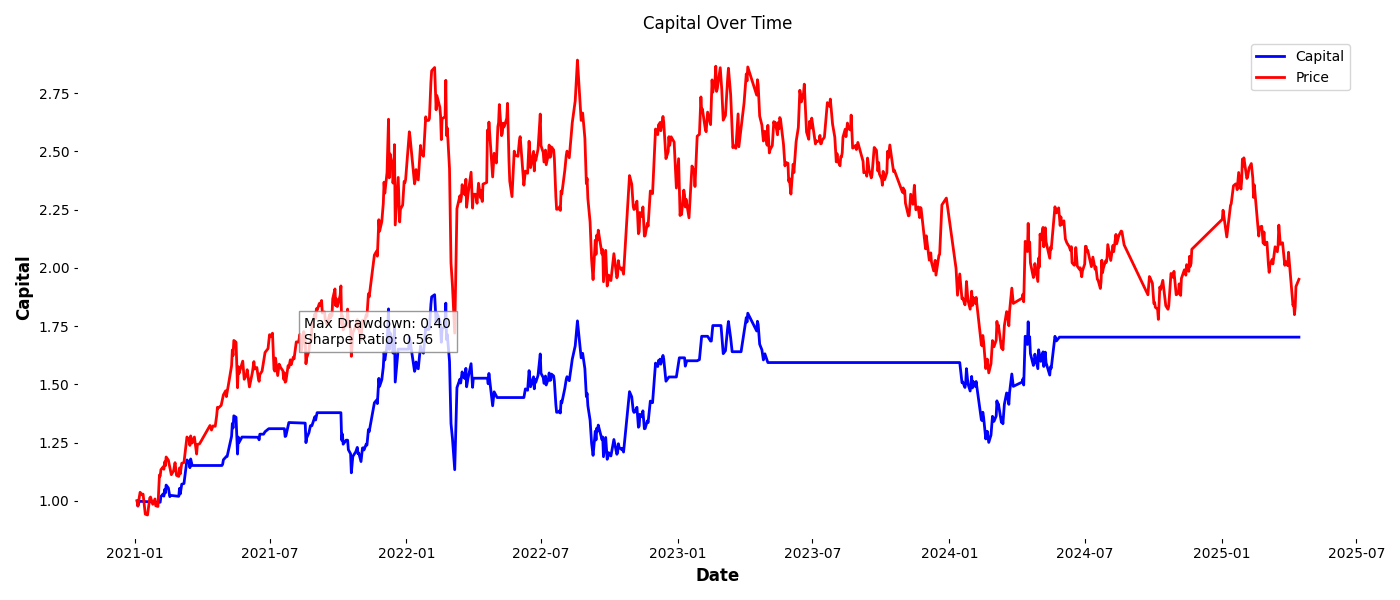 Capital Over Time
Capital
Price
Max Drawdown: 0.40
Sharpe Ratio: 0.56
Capital
2.75
2.50
2.25
2.00
1.75
1.50
1.25
1.00
2021-01
2021-07
2022-01
2022-07
2023-01
2023-07
2024-01
2024-07
2025-01
2025-07
Date